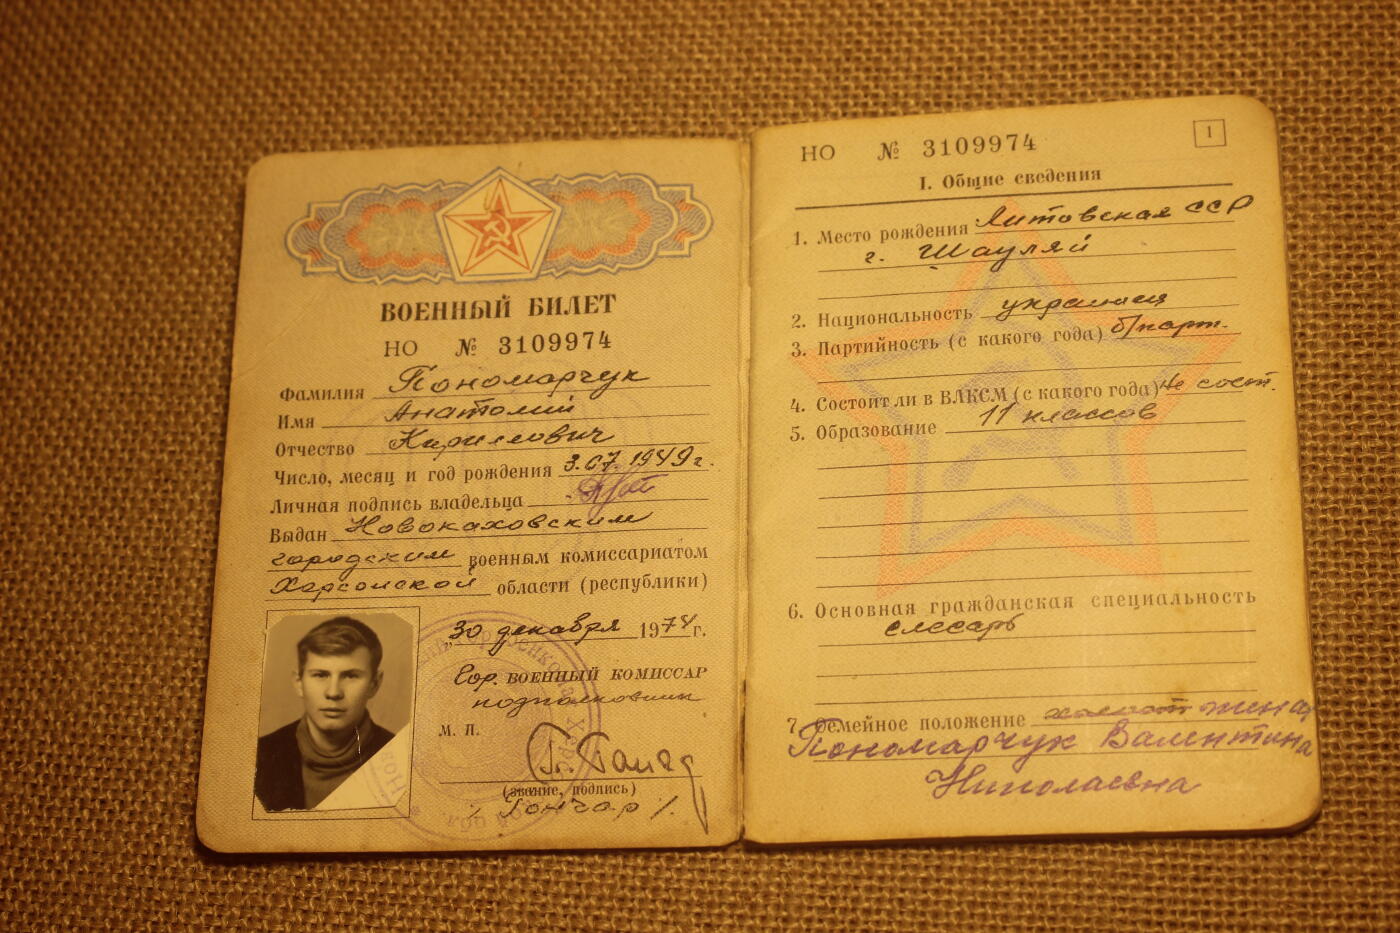 ВОЕННЫЙ БИЛЕТ
НО № 3109974
Фамилия Пономарчук
Имя Анатолий
Отчество Кириллович
Число, месяц и год рождения 3.07.1949г.
Личная подпись владельца
Выдан Новокаховским
городским военным комиссариатом
Херсонской области (республики)
„30 декабря 1974 г.
Гор. ВОЕННЫЙ КОМИССАР
подполковник
М. П.
(звание, подпись)
/ Гончар /.
НО № 3109974
1
I. Общие сведения
1. Место рождения Литовская ССР
г. Шауляй
2. Национальность украинец
3. Партийность (с какого года) б/парт.
4. Состоит ли в ВЛКСМ (с какого года) не сост.
5. Образование 11 классов
6. Основная гражданская специальность
слесарь
7. Семейное положение холост жена
Пономарчук Валентина
Николаевна